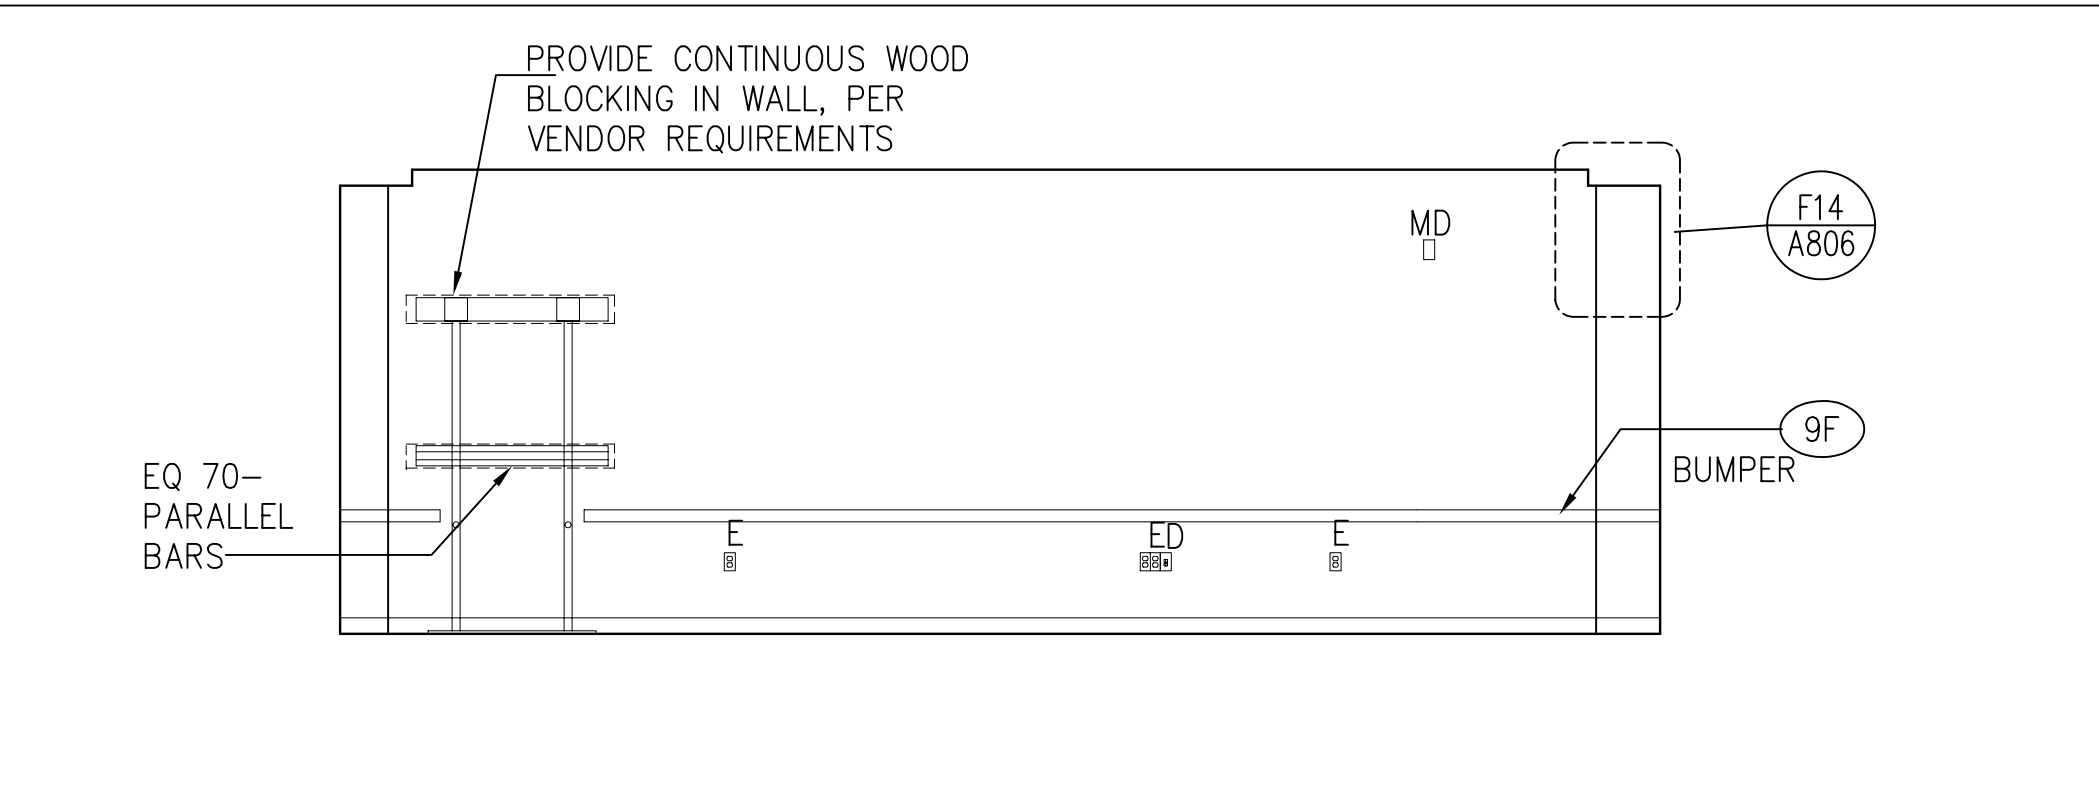 PROVIDE CONTINUOUS WOOD
BLOCKING IN WALL, PER
VENDOR REQUIREMENTS
MD
F14
A806
9F
BUMPER
EQ 70-
PARALLEL
BARS
E
ED
E